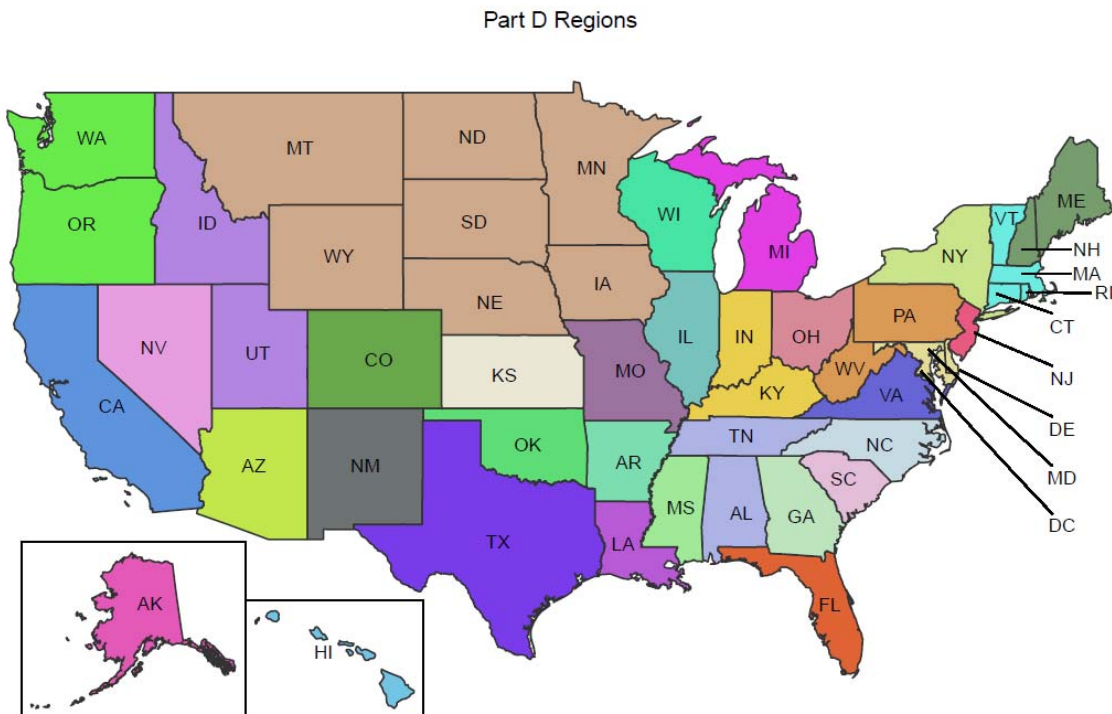 Part D Regions
WA
MT
ND
MN
ME
VT
OR
ID
SD
WI
MI
NY
NH
MA
WY
RI
IA
NE
PA
CT
NV
UT
CO
IL
IN
OH
KS
MO
WV
NJ
CA
KY
VA
DE
TN
NC
OK
AR
AZ
NM
SC
MD
MS
AL
GA
DC
TX
LA
AK
FL
HI